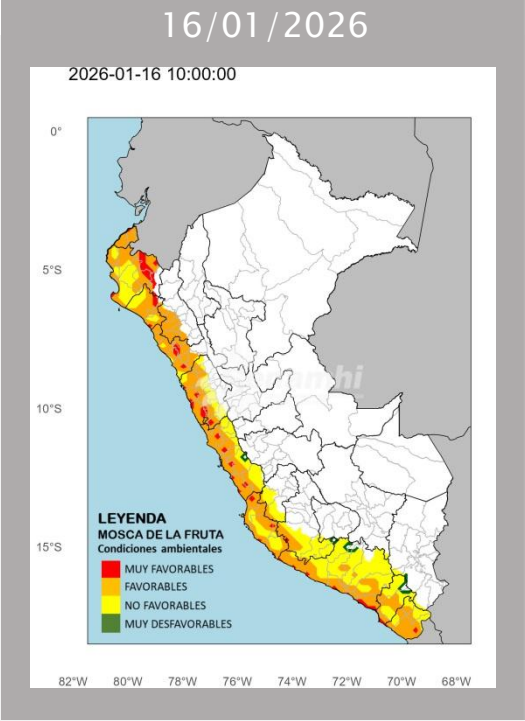 16/01/2026
2026-01-16 10:00:00
0°
5°S
10°S
15°S
senamhi
LEYENDA
MOSCA DE LA FRUTA
Condiciones ambientales
MUY FAVORABLES
FAVORABLES
NO FAVORABLES
MUY DESFAVORABLES
82°W 80°W 78°W 76°W 74°W 72°W 70°W 68°W